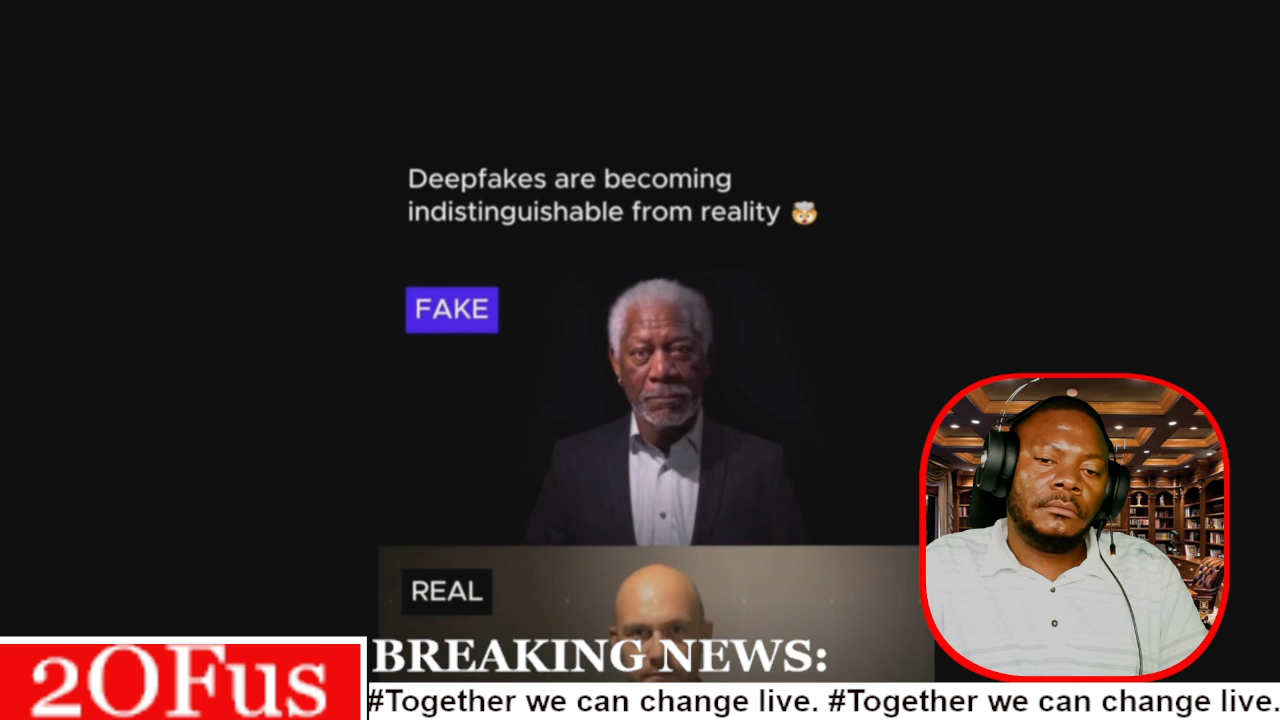 Deepfakes are becoming
indistinguishable from reality 🤯
FAKE
REAL
BREAKING NEWS:
2OFus
#Together we can change live. #Together we can change live.